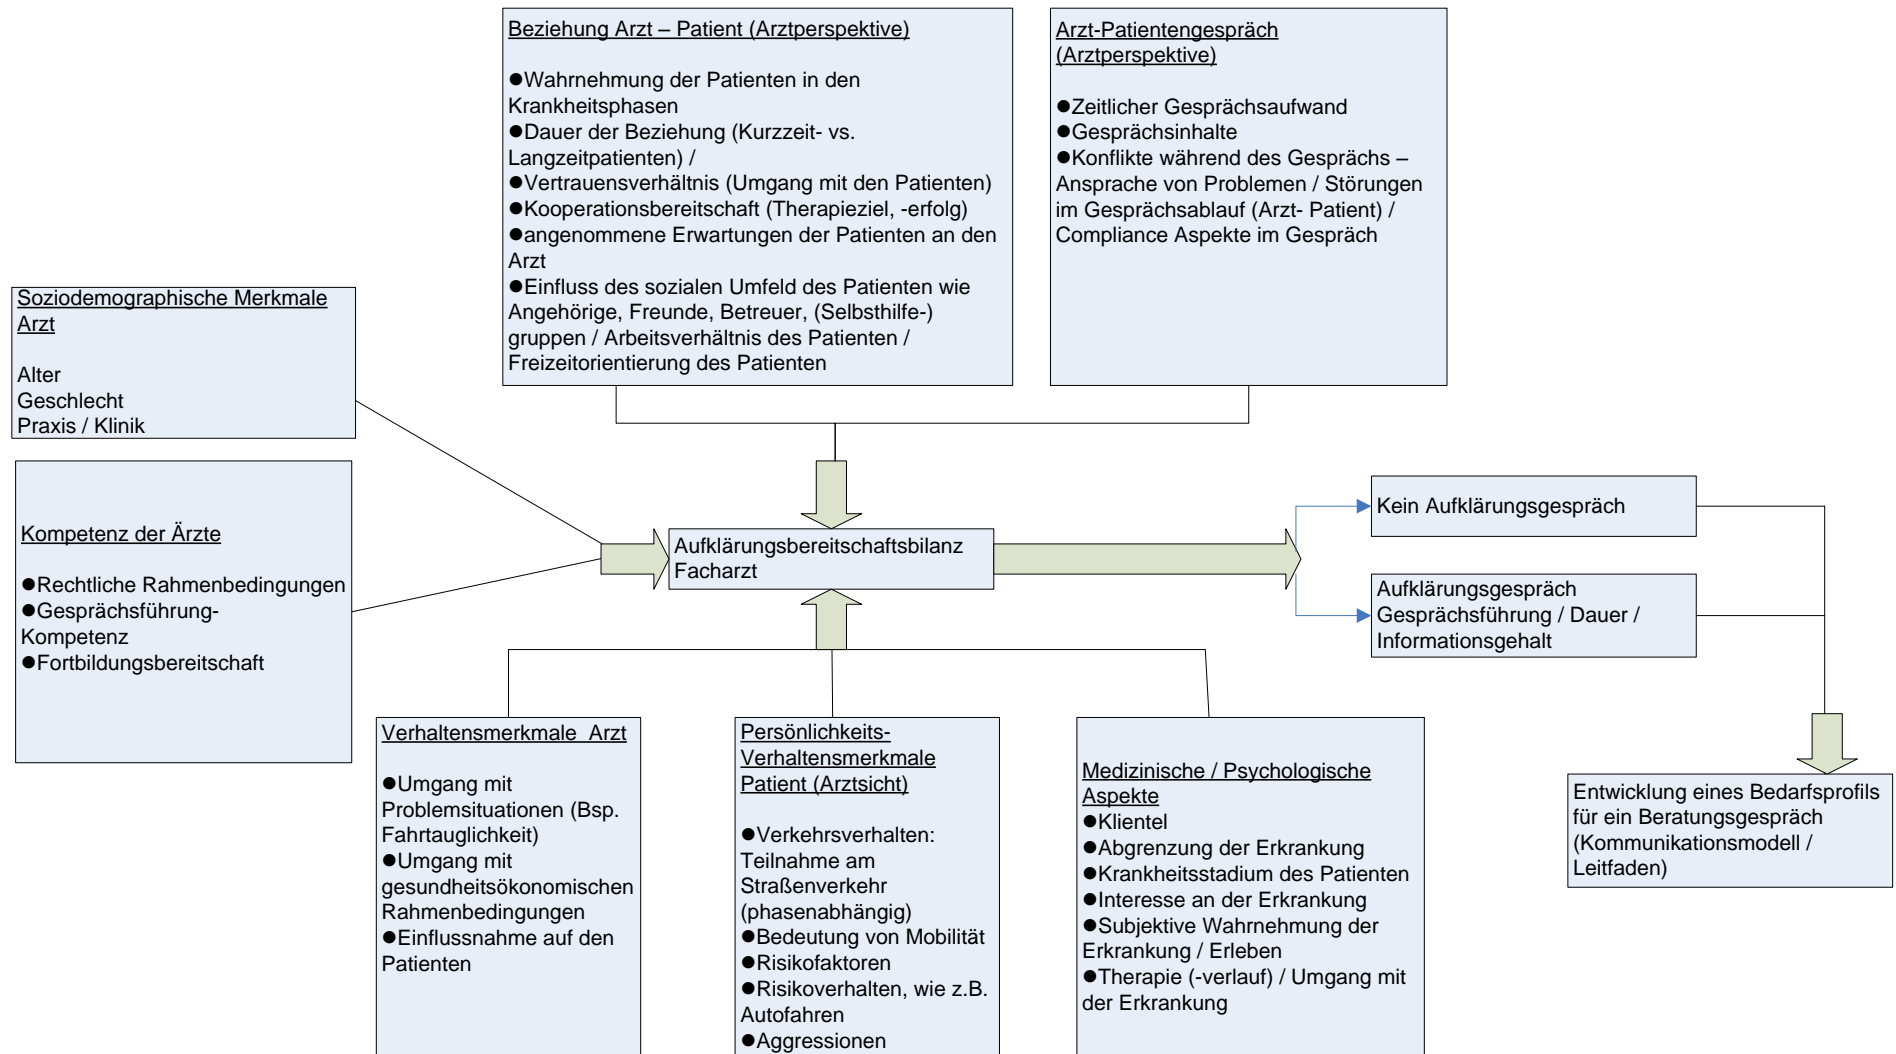 Beziehung Arzt – Patient (Arztperspektive)
●Wahrnehmung der Patienten in den
Krankheitsphasen
●Dauer der Beziehung (Kurzzeit- vs.
Langzeitpatienten) /
●Vertrauensverhältnis (Umgang mit den Patienten)
●Kooperationsbereitschaft (Therapieziel, -erfolg)
●angenommene Erwartungen der Patienten an den
Arzt
●Einfluss des sozialen Umfeld des Patienten wie
Angehörige, Freunde, Betreuer, (Selbsthilfe-)
gruppen / Arbeitsverhältnis des Patienten /
Freizeitorientierung des Patienten
Arzt-Patientengespräch
(Arztperspektive)
●Zeitlicher Gesprächsaufwand
●Gesprächsinhalte
●Konflikte während des Gesprächs –
Ansprache von Problemen / Störungen
im Gesprächsablauf (Arzt- Patient) /
Compliance Aspekte im Gespräch
Soziodemographische Merkmale
Arzt
Alter
Geschlecht
Praxis / Klinik
Kompetenz der Ärzte
●Rechtliche Rahmenbedingungen
●Gesprächsführung-
Kompetenz
●Fortbildungsbereitschaft
Aufklärungsbereitschaftsbilanz
Facharzt
Kein Aufklärungsgespräch
Aufklärungsgespräch
Gesprächsführung / Dauer /
Informationsgehalt
Verhaltensmerkmale  Arzt
●Umgang mit
Problemsituationen (Bsp.
Fahrtauglichkeit)
●Umgang mit
gesundheitsökonomischen
Rahmenbedingungen
●Einflussnahme auf den
Patienten
Persönlichkeits-
Verhaltensmerkmale
Patient (Arztsicht)
●Verkehrsverhalten:
Teilnahme am
Straßenverkehr
(phasenabhängig)
●Bedeutung von Mobilität
●Risikofaktoren
●Risikoverhalten, wie z.B.
Autofahren
●Aggressionen
Medizinische / Psychologische
Aspekte
●Klientel
●Abgrenzung der Erkrankung
●Krankheitsstadium des Patienten
●Interesse an der Erkrankung
●Subjektive Wahrnehmung der
Erkrankung / Erleben
●Therapie (-verlauf) / Umgang mit
der Erkrankung
Entwicklung eines Bedarfsprofils
für ein Beratungsgespräch
(Kommunikationsmodell /
Leitfaden)